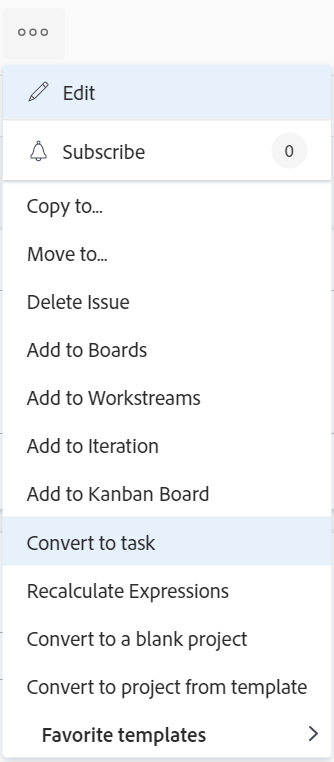 Edit
Subscribe 0
Copy to...
Move to...
Delete Issue
Add to Boards
Add to Workstreams
Add to Iteration
Add to Kanban Board
Convert to task
Recalculate Expressions
Convert to a blank project
Convert to project from template
Favorite templates